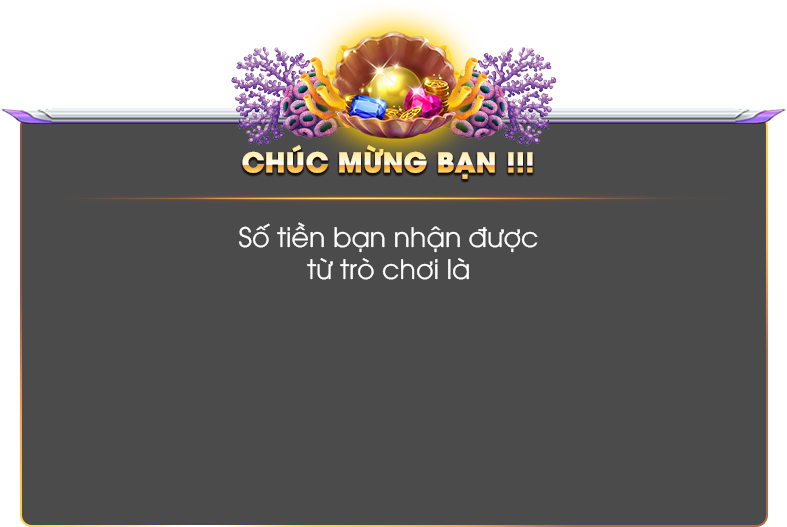 CHÚC MỪNG BẠN !!!
Số tiền bạn nhận được
từ trò chơi là